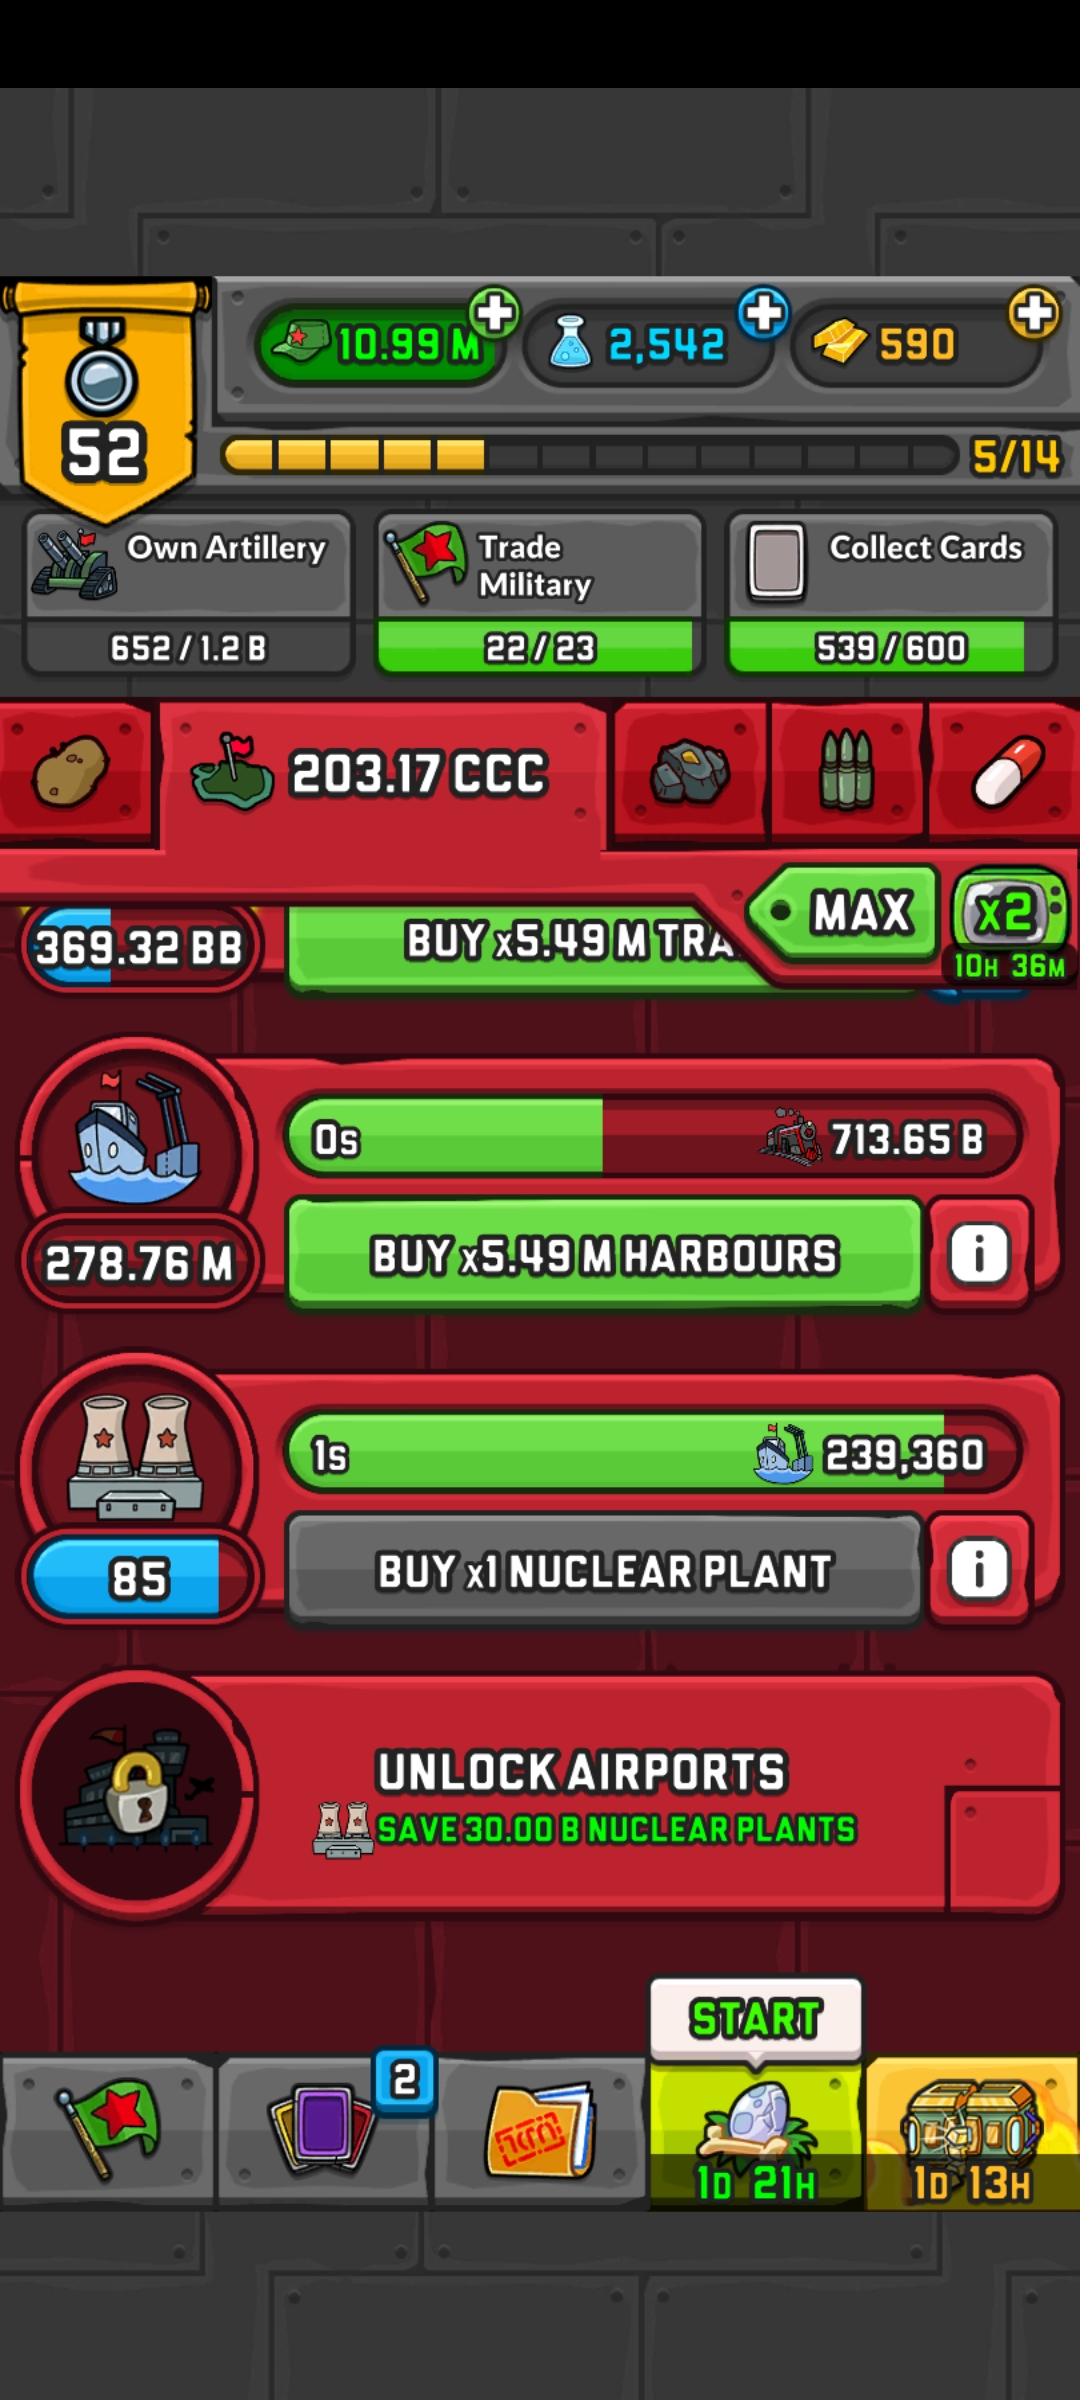 10.99 M
2,542
590
52
5/14
Own Artillery
Trade
Military
Collect Cards
652 / 1.2 B
22 / 23
539 / 600
203.17 CCC
MAX
x2
10H 36M
369.32 BB
BUY x5.49 M TRA
0s
713.65 B
278.76 M
BUY x5.49 M HARBOURS
i
1s
239,360
85
BUY x1 NUCLEAR PLANT
i
UNLOCK AIRPORTS
SAVE 30.00 B NUCLEAR PLANTS
START
2
1D 21H
1D 13H